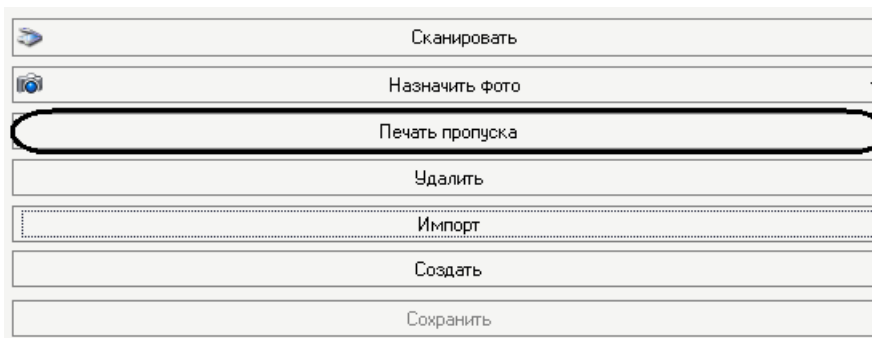 Сканировать
Назначить фото
Печать пропуска
Удалить
Импорт
Создать
Сохранить